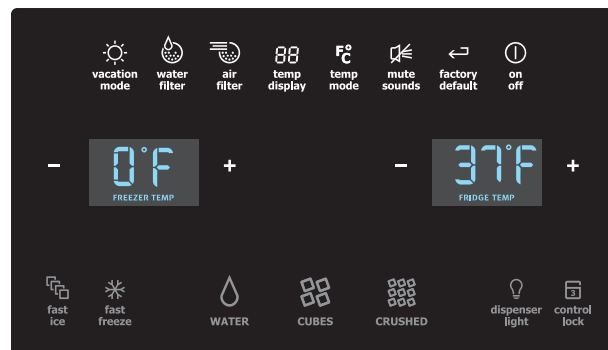 88 F°C
vacation mode water filter air filter temp display temp mode mute sounds factory default on off
- 0°F + - 37°F +
FREEZER TEMP FRIDGE TEMP
3
fast ice fast freeze WATER CUBES CRUSHED dispenser light control lock